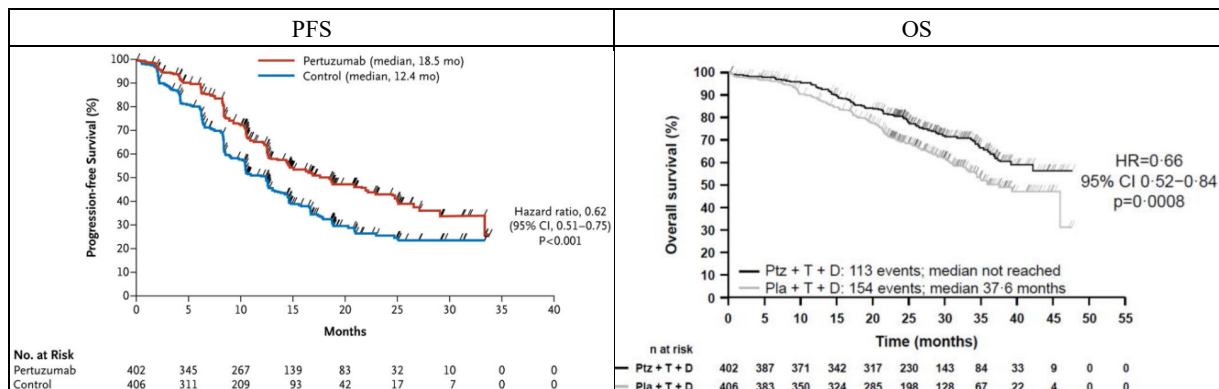 PFS
Pertuzumab (median, 18.5 mo)
Control (median, 12.4 mo)
Progression-free Survival (%)
100
90
80
70
60
50
40
30
20
10
0
0 5 10 15 20 25 30 35 40
Months
Hazard ratio, 0.62
(95% CI, 0.51–0.75)
P<0.001
No. at Risk
Pertuzumab 402 345 267 139 83 32 10 0 0
Control 406 311 209 93 42 17 7 0 0
OS
Overall survival (%)
100
90
80
70
60
50
40
30
20
10
0
HR=0·66
95% CI 0·52–0·84
p=0·0008
Ptz + T + D: 113 events; median not reached
Pla + T + D: 154 events; median 37·6 months
0 5 10 15 20 25 30 35 40 45 50 55
Time (months)
n at risk
Ptz + T + D 402 387 371 342 317 230 143 84 33 9 0 0
Pla + T + D 406 383 350 324 285 198 128 67 22 4 0 0